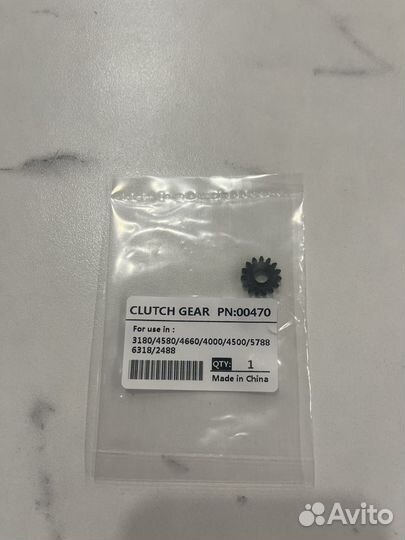 CLUTCH GEAR PN:00470
For use in :
3180/4580/4660/4000/4500/5788
6318/2488
QTY: 1
Made in China
Avito